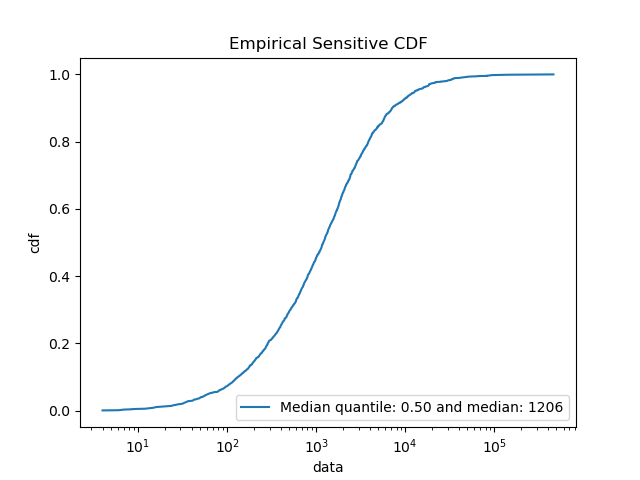 Empirical Sensitive CDF
1.0
0.8
0.6
0.4
0.2
0.0
cdf
Median quantile: 0.50 and median: 1206
10¹ 10² 10³ 10⁴ 10⁵
data